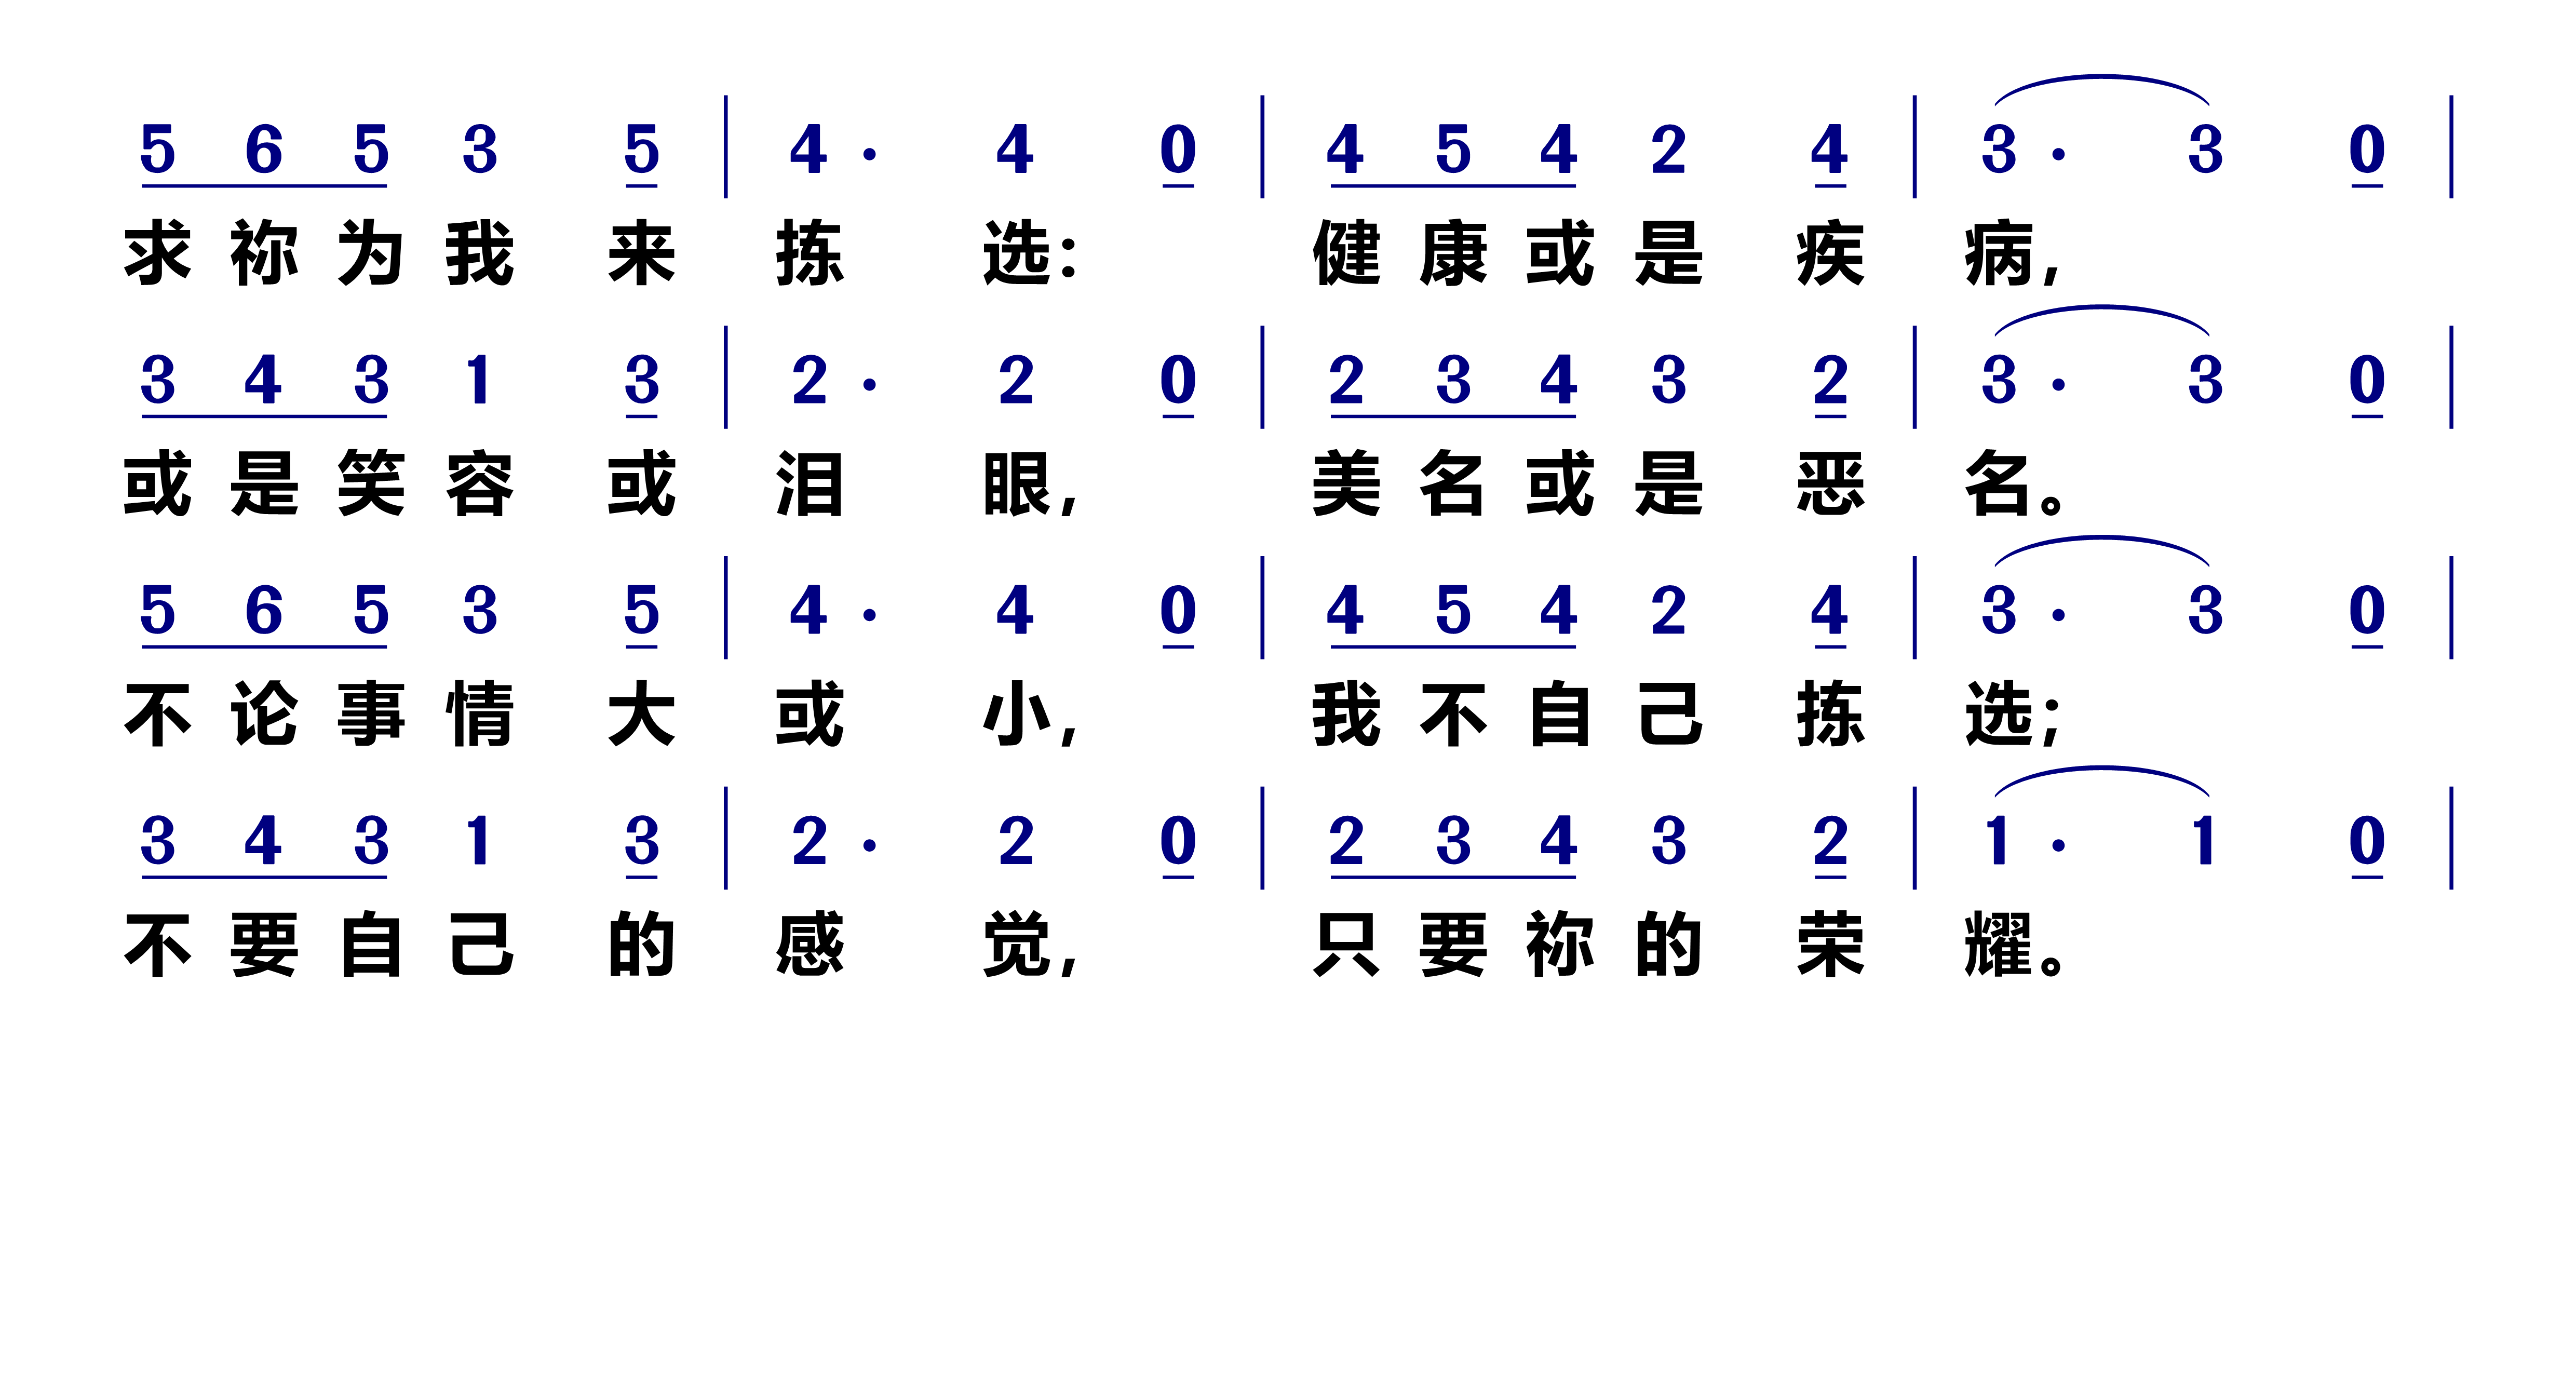 5 6 5 3 5 | 4 · 4 0 | 4 5 4 2 4 | 3 · 3 0 |
求祢为我来拣选：健康或是疾病，
3 4 3 1 3 | 2 · 2 0 | 2 3 4 3 2 | 3 · 3 0 |
或是笑容或泪眼，美名或是恶名。
5 6 5 3 5 | 4 · 4 0 | 4 5 4 2 4 | 3 · 3 0 |
不论事情大或小，我不自己拣选；
3 4 3 1 3 | 2 · 2 0 | 2 3 4 3 2 | 1 · 1 0 |
不要自己的感觉，只要祢的荣耀。